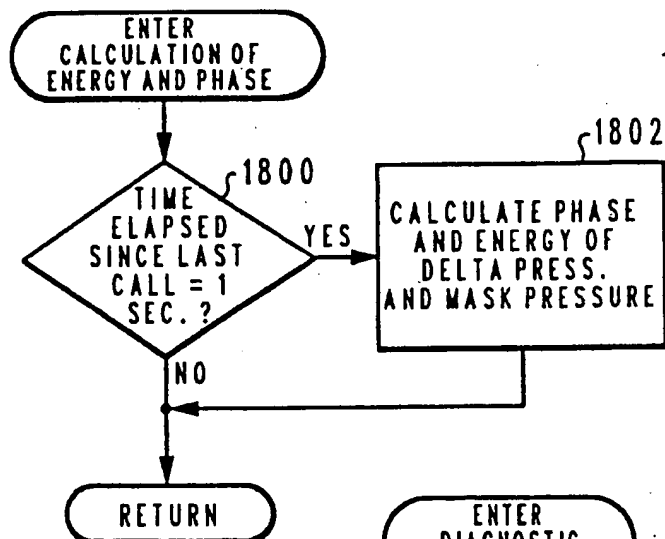 ENTER
CALCULATION OF
ENERGY AND PHASE
1800
TIME
ELAPSED
SINCE LAST
CALL = 1
SEC. ?
YES
NO
1802
CALCULATE PHASE
AND ENERGY OF
DELTA PRESS.
AND MASK PRESSURE
RETURN
ENTER
DIAGNOSTIC